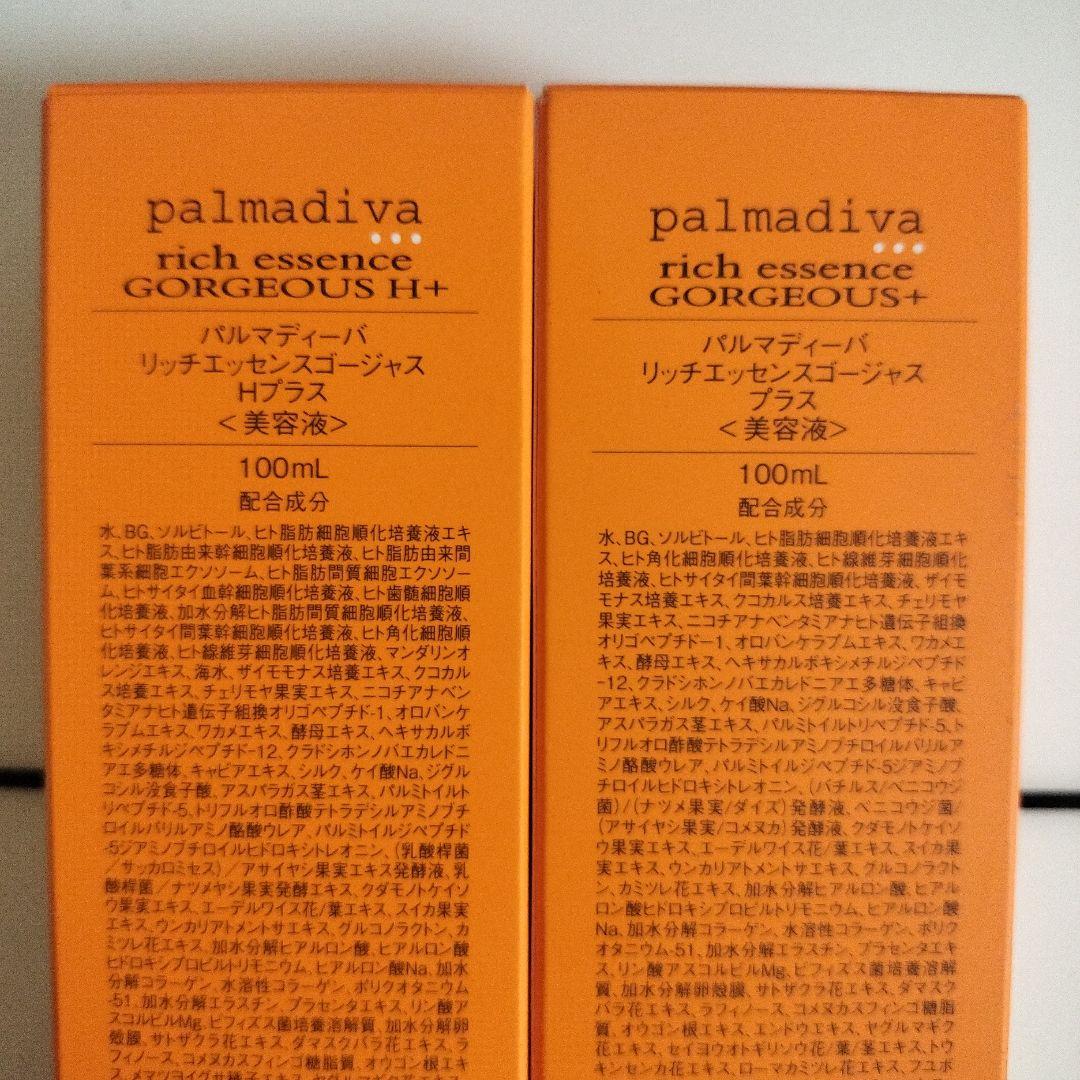 palmadiva
rich essence
GORGEOUS H+
パルマディーバ
リッチエッセンスゴージャス
Hプラス
<美容液>
100mL
配合成分
水、BG、ソルビトール、ヒト脂肪細胞順化培養液エキ
ス、ヒト脂肪由来幹細胞順化培養液、ヒト脂肪由来間
葉系細胞エクソソーム、ヒト脂肪間質細胞エクソソー
ム、ヒトサイタイ血幹細胞順化培養液、ヒト歯髄細胞順
化培養液、加水分解ヒト脂肪間質細胞順化培養液、
ヒトサイタイ間葉幹細胞順化培養液、ヒト角化細胞順
化培養液、ヒト線維芽細胞順化培養液、マンダリンオ
レンジエキス、海水、ザイモモナス培養エキス、クコカル
ス培養エキス、チェリモヤ果実エキス、ニコチアナベン
タミアナヒト遺伝子組換オリゴペプチド-1、オロバンケ
ラブムエキス、ワカメエキス、酵母エキス、ヘキサカルボ
キシメチルジペプチド-12、クラドシホンノバエカレドニ
アエ多糖体、キャビアエキス、シルク、ケイ酸Na、ジグル
コシル没食子酸、アスパラガス茎エキス、パルミトイルト
リペプチド-5、トリフルオロ酢酸テトラデシルアミノブチ
ロイルバリルアミノ酪酸ウレア、パルミトイルジペプチド
-5ジアミノブチロイルヒドロキシトレオニン、(乳酸桿菌
/サッカロミセス)/アサイヤシ果実エキス発酵液、乳
酸桿菌/ナツメヤシ果実発酵エキス、クダモノトケイソ
ウ果実エキス、エーデルワイス花/葉エキス、スイカ果実
エキス、ウンカリアトメントサエキス、グルコノラクトン、カ
ミツレ花エキス、加水分解ヒアルロン酸、ヒアルロン酸
ヒドロキシプロピルトリモニウム、ヒアルロン酸Na、加水
分解コラーゲン、水溶性コラーゲン、ポリクオタニウム
-51、加水分解エラスチン、プラセンタエキス、リン酸ア
スコルビルMg、ビフィズス菌培養溶解質、加水分解卵
殻膜、サトザクラ花エキス、ダマスクバラ花エキス、ラ
フィノース、コメヌカスフィンゴ糖脂質、オウゴン根エキ
ス、メマツヨイグサ種子エキス、ヤグルマギク花エキス、
palmadiva
rich essence
GORGEOUS+
パルマディーバ
リッチエッセンスゴージャス
プラス
<美容液>
100mL
配合成分
水、BG、ソルビトール、ヒト脂肪細胞順化培養液エキ
ス、ヒト角化細胞順化培養液、ヒト線維芽細胞順化
培養液、ヒトサイタイ間葉幹細胞順化培養液、ザイモ
モナス培養エキス、クコカルス培養エキス、チェリモヤ
果実エキス、ニコチアナベンタミアナヒト遺伝子組換
オリゴペプチドー1、オロバンケラブムエキス、ワカメエ
キス、酵母エキス、ヘキサカルボキシメチルジペプチド
-12、クラドシホンノバエカレドニアエ多糖体、キャビ
アエキス、シルク、ケイ酸Na、ジグルコシル没食子酸、
アスパラガス茎エキス、パルミトイルトリペプチド-5、ト
リフルオロ酢酸テトラデシルアミノブチロイルバリルア
ミノ酪酸ウレア、パルミトイルジペプチド-5ジアミノブ
チロイルヒドロキシトレオニン、(バチルス/ベニコウジ
菌)/(ナツメ果実/ダイズ)発酵液、ベニコウジ菌/
(アサイヤシ果実/コメヌカ)発酵液、クダモノトケイソ
ウ果実エキス、エーデルワイス花/葉エキス、スイカ果
実エキス、ウンカリアトメントサエキス、グルコノラクト
ン、カミツレ花エキス、加水分解ヒアルロン酸、ヒアル
ロン酸ヒドロキシプロピルトリモニウム、ヒアルロン酸
Na、加水分解コラーゲン、水溶性コラーゲン、ポリク
オタニウム-51、加水分解エラスチン、プラセンタエキ
ス、リン酸アスコルビルMg、ビフィズス菌培養溶解
質、加水分解卵殻膜、サトザクラ花エキス、ダマスク
バラ花エキス、ラフィノース、コメヌカスフィンゴ糖脂
質、オウゴン根エキス、エンドウエキス、ヤグルマギク
花エキス、セイヨウオトギリソウ花/葉/茎エキス、トウ
キンセンカ花エキス、ローマカミツレ花エキス、フユボ